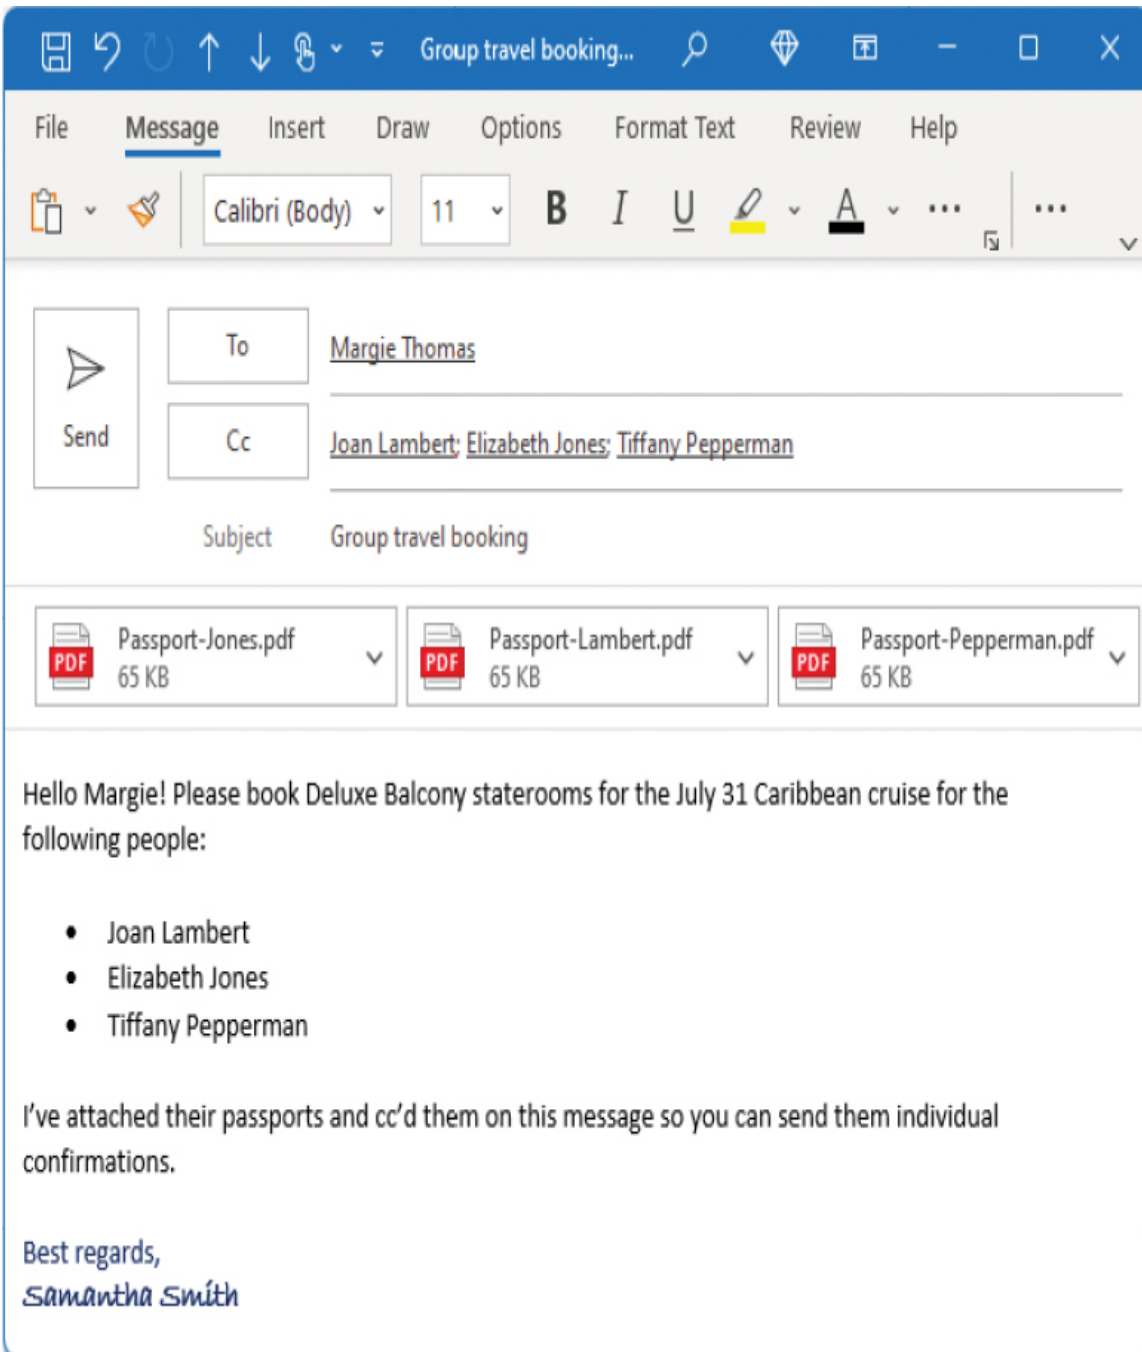 Group travel booking...
File Message Insert Draw Options Format Text Review Help
Calibri (Body) 11 B I U A
To Margie Thomas
Send
Cc Joan Lambert; Elizabeth Jones; Tiffany Pepperman
Subject Group travel booking
PDF Passport-Jones.pdf 65 KB
PDF Passport-Lambert.pdf 65 KB
PDF Passport-Pepperman.pdf 65 KB
Hello Margie! Please book Deluxe Balcony staterooms for the July 31 Caribbean cruise for the
following people:
• Joan Lambert
• Elizabeth Jones
• Tiffany Pepperman
I've attached their passports and cc'd them on this message so you can send them individual
confirmations.
Best regards,
Samantha Smith